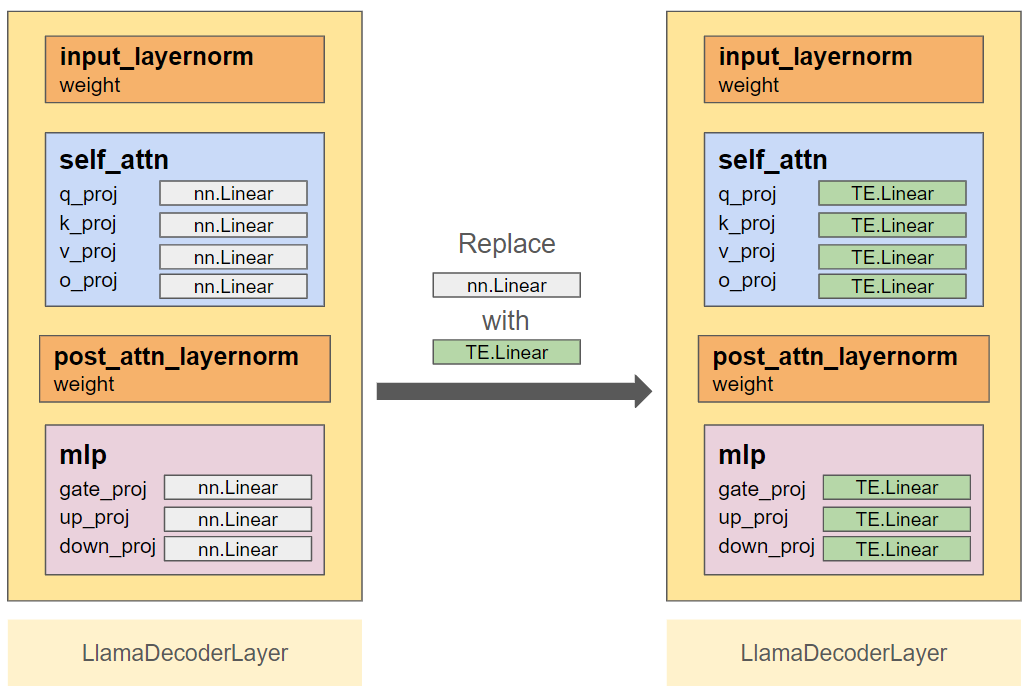 input_layernorm
weight
self_attn
q_proj nn.Linear
k_proj nn.Linear
v_proj nn.Linear
o_proj nn.Linear
post_attn_layernorm
weight
mlp
gate_proj nn.Linear
up_proj nn.Linear
down_proj nn.Linear
LlamaDecoderLayer
Replace
nn.Linear
with
TE.Linear
input_layernorm
weight
self_attn
q_proj TE.Linear
k_proj TE.Linear
v_proj TE.Linear
o_proj TE.Linear
post_attn_layernorm
weight
mlp
gate_proj TE.Linear
up_proj TE.Linear
down_proj TE.Linear
LlamaDecoderLayer